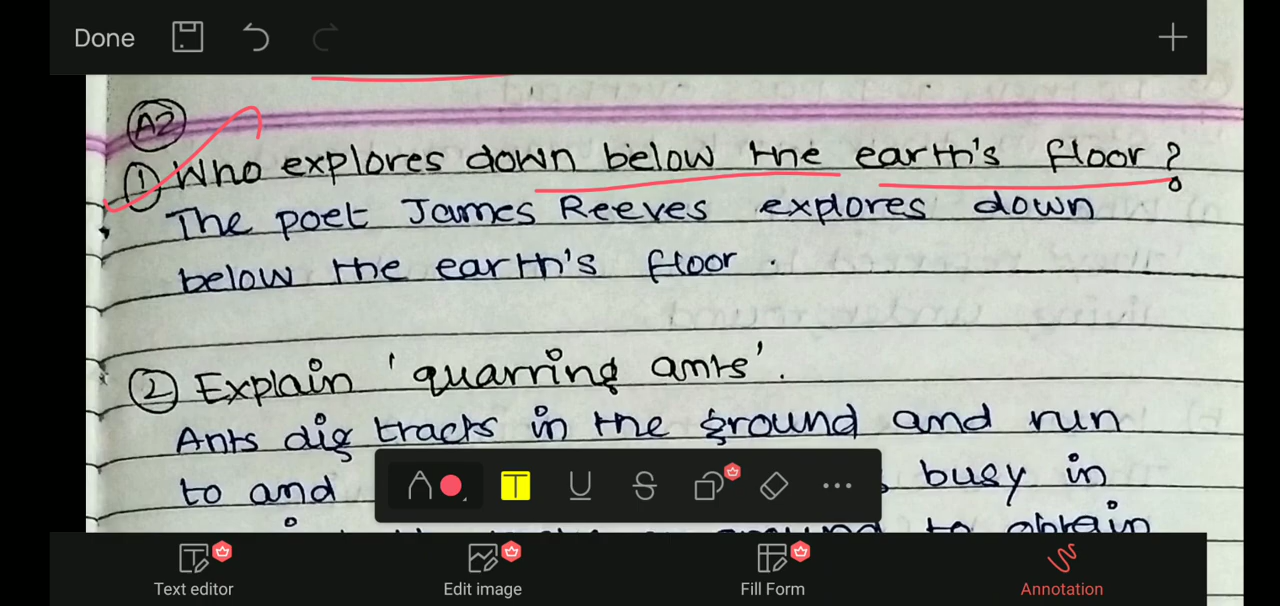 Done
A2
① Who explores down below the earth's floor?
The poet James Reeves explores down
below the earth's floor.
② Explain 'quarring ants'.
Ants dig tracks in the ground and run
to and busy in
to obtain
Text editor
Edit image
Fill Form
Annotation